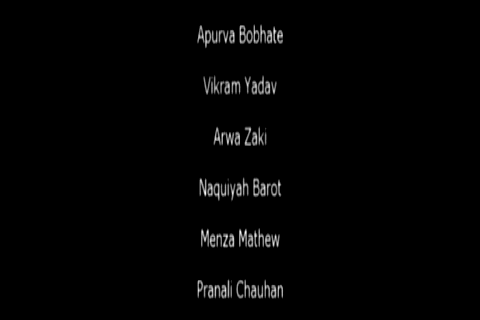 Apurva Bobhate
Vikram Yadav
Arwa Zaki
Naquiyah Barot
Menza Mathew
Pranali Chauhan